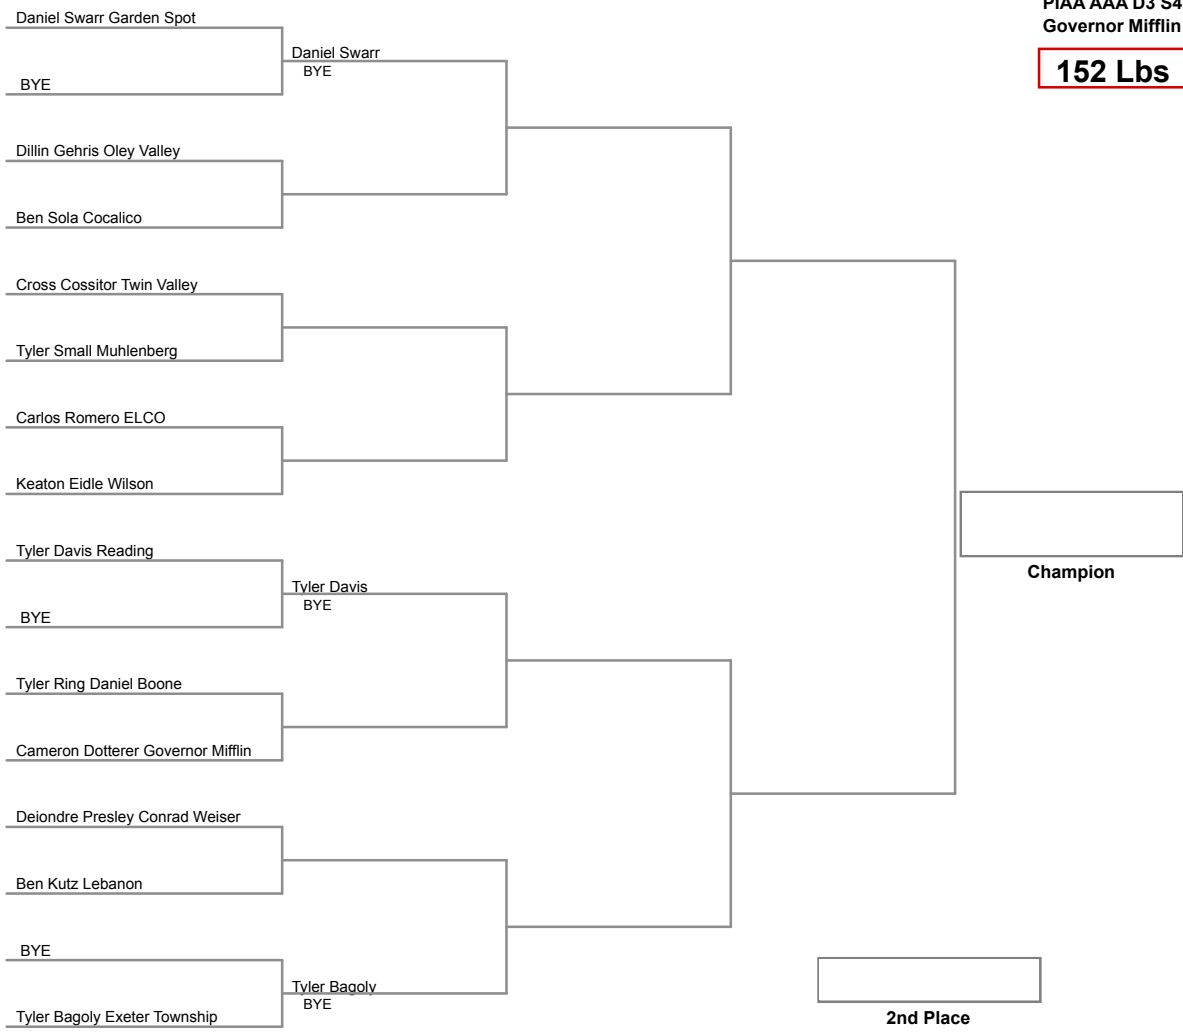 PIAA AAA D3 S4
Governor Mifflin
152 Lbs
Daniel Swarr Garden Spot
Daniel Swarr
BYE
BYE
Dillin Gehris Oley Valley
Ben Sola Cocalico
Cross Cossitor Twin Valley
Tyler Small Muhlenberg
Carlos Romero ELCO
Keaton Eidle Wilson
Tyler Davis Reading
Tyler Davis
BYE
BYE
Tyler Ring Daniel Boone
Cameron Dotterer Governor Mifflin
Deiondre Presley Conrad Weiser
Ben Kutz Lebanon
BYE
Tyler Bagoly
BYE
Tyler Bagoly Exeter Township
Champion
2nd Place